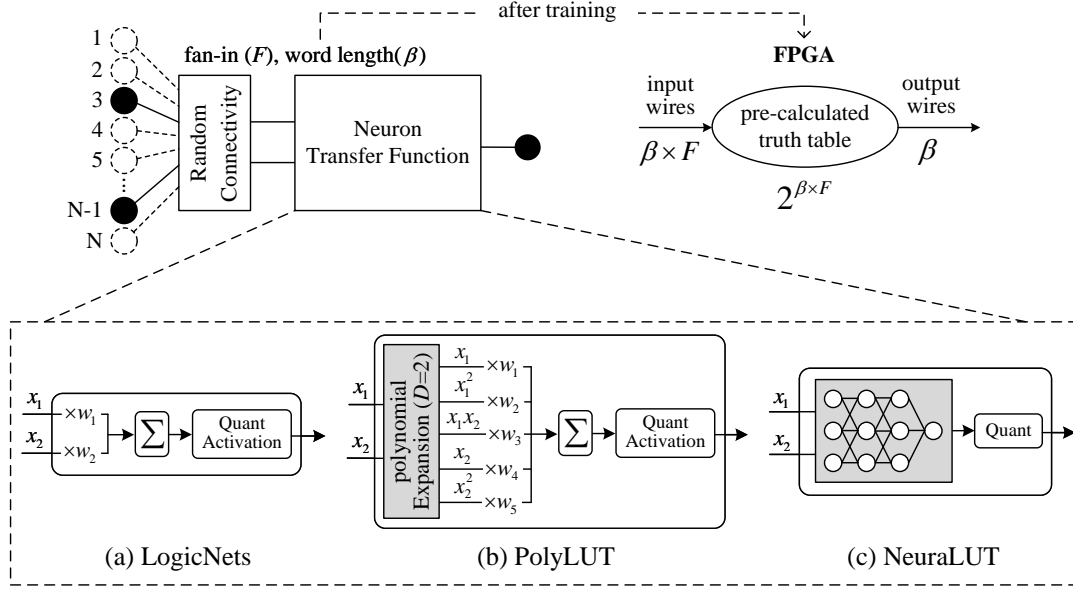 after training
1
2
3
4
5
N-1
N
fan-in (F), word length(β)
Random
Connectivity
Neuron
Transfer Function
FPGA
input
wires
β × F
pre-calculated
truth table
2^{β×F}
output
wires
β
x₁
×w₁
x₂
×w₂
∑
Quant
Activation
(a) LogicNets
x₁
x₂
polynomial
Expansion (D=2)
x₁ ×w₁
x₁² ×w₂
x₁x₂ ×w₃
x₂ ×w₄
x₂² ×w₅
∑
Quant
Activation
(b) PolyLUT
x₁
x₂
Quant
(c) NeuraLUT